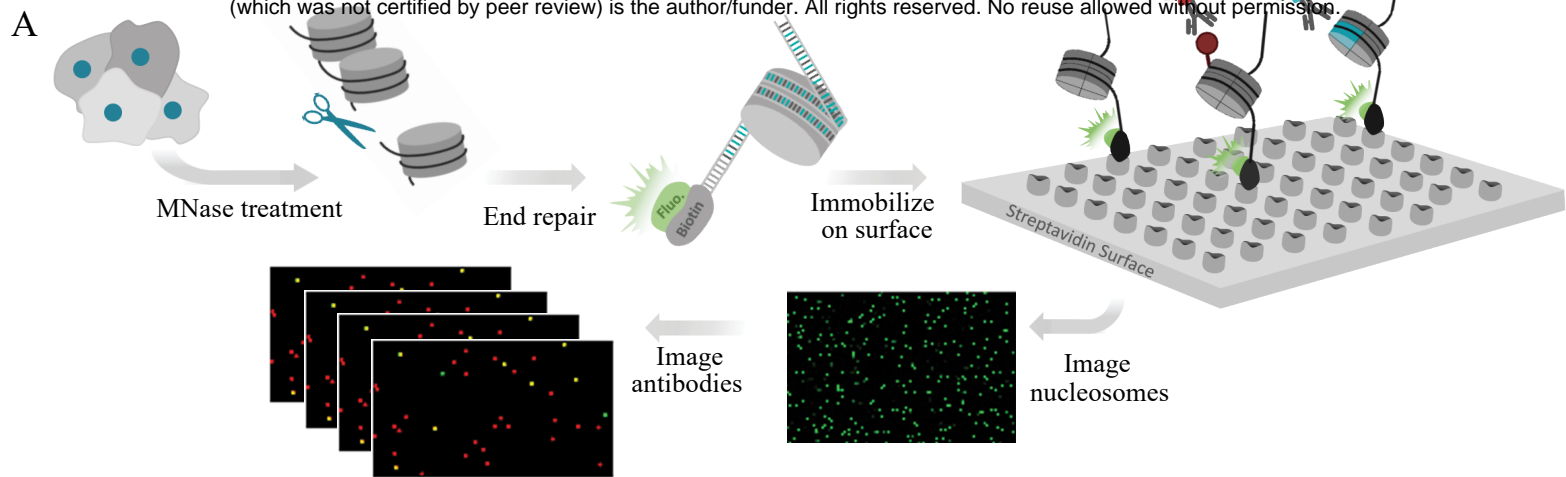 (which was not certified by peer review) is the author/funder. All rights reserved. No reuse allowed without permission.
A
MNase treatment
End repair
Fluo.
Biotin
Immobilize
on surface
Streptavidin Surface
Image
nucleosomes
Image
antibodies